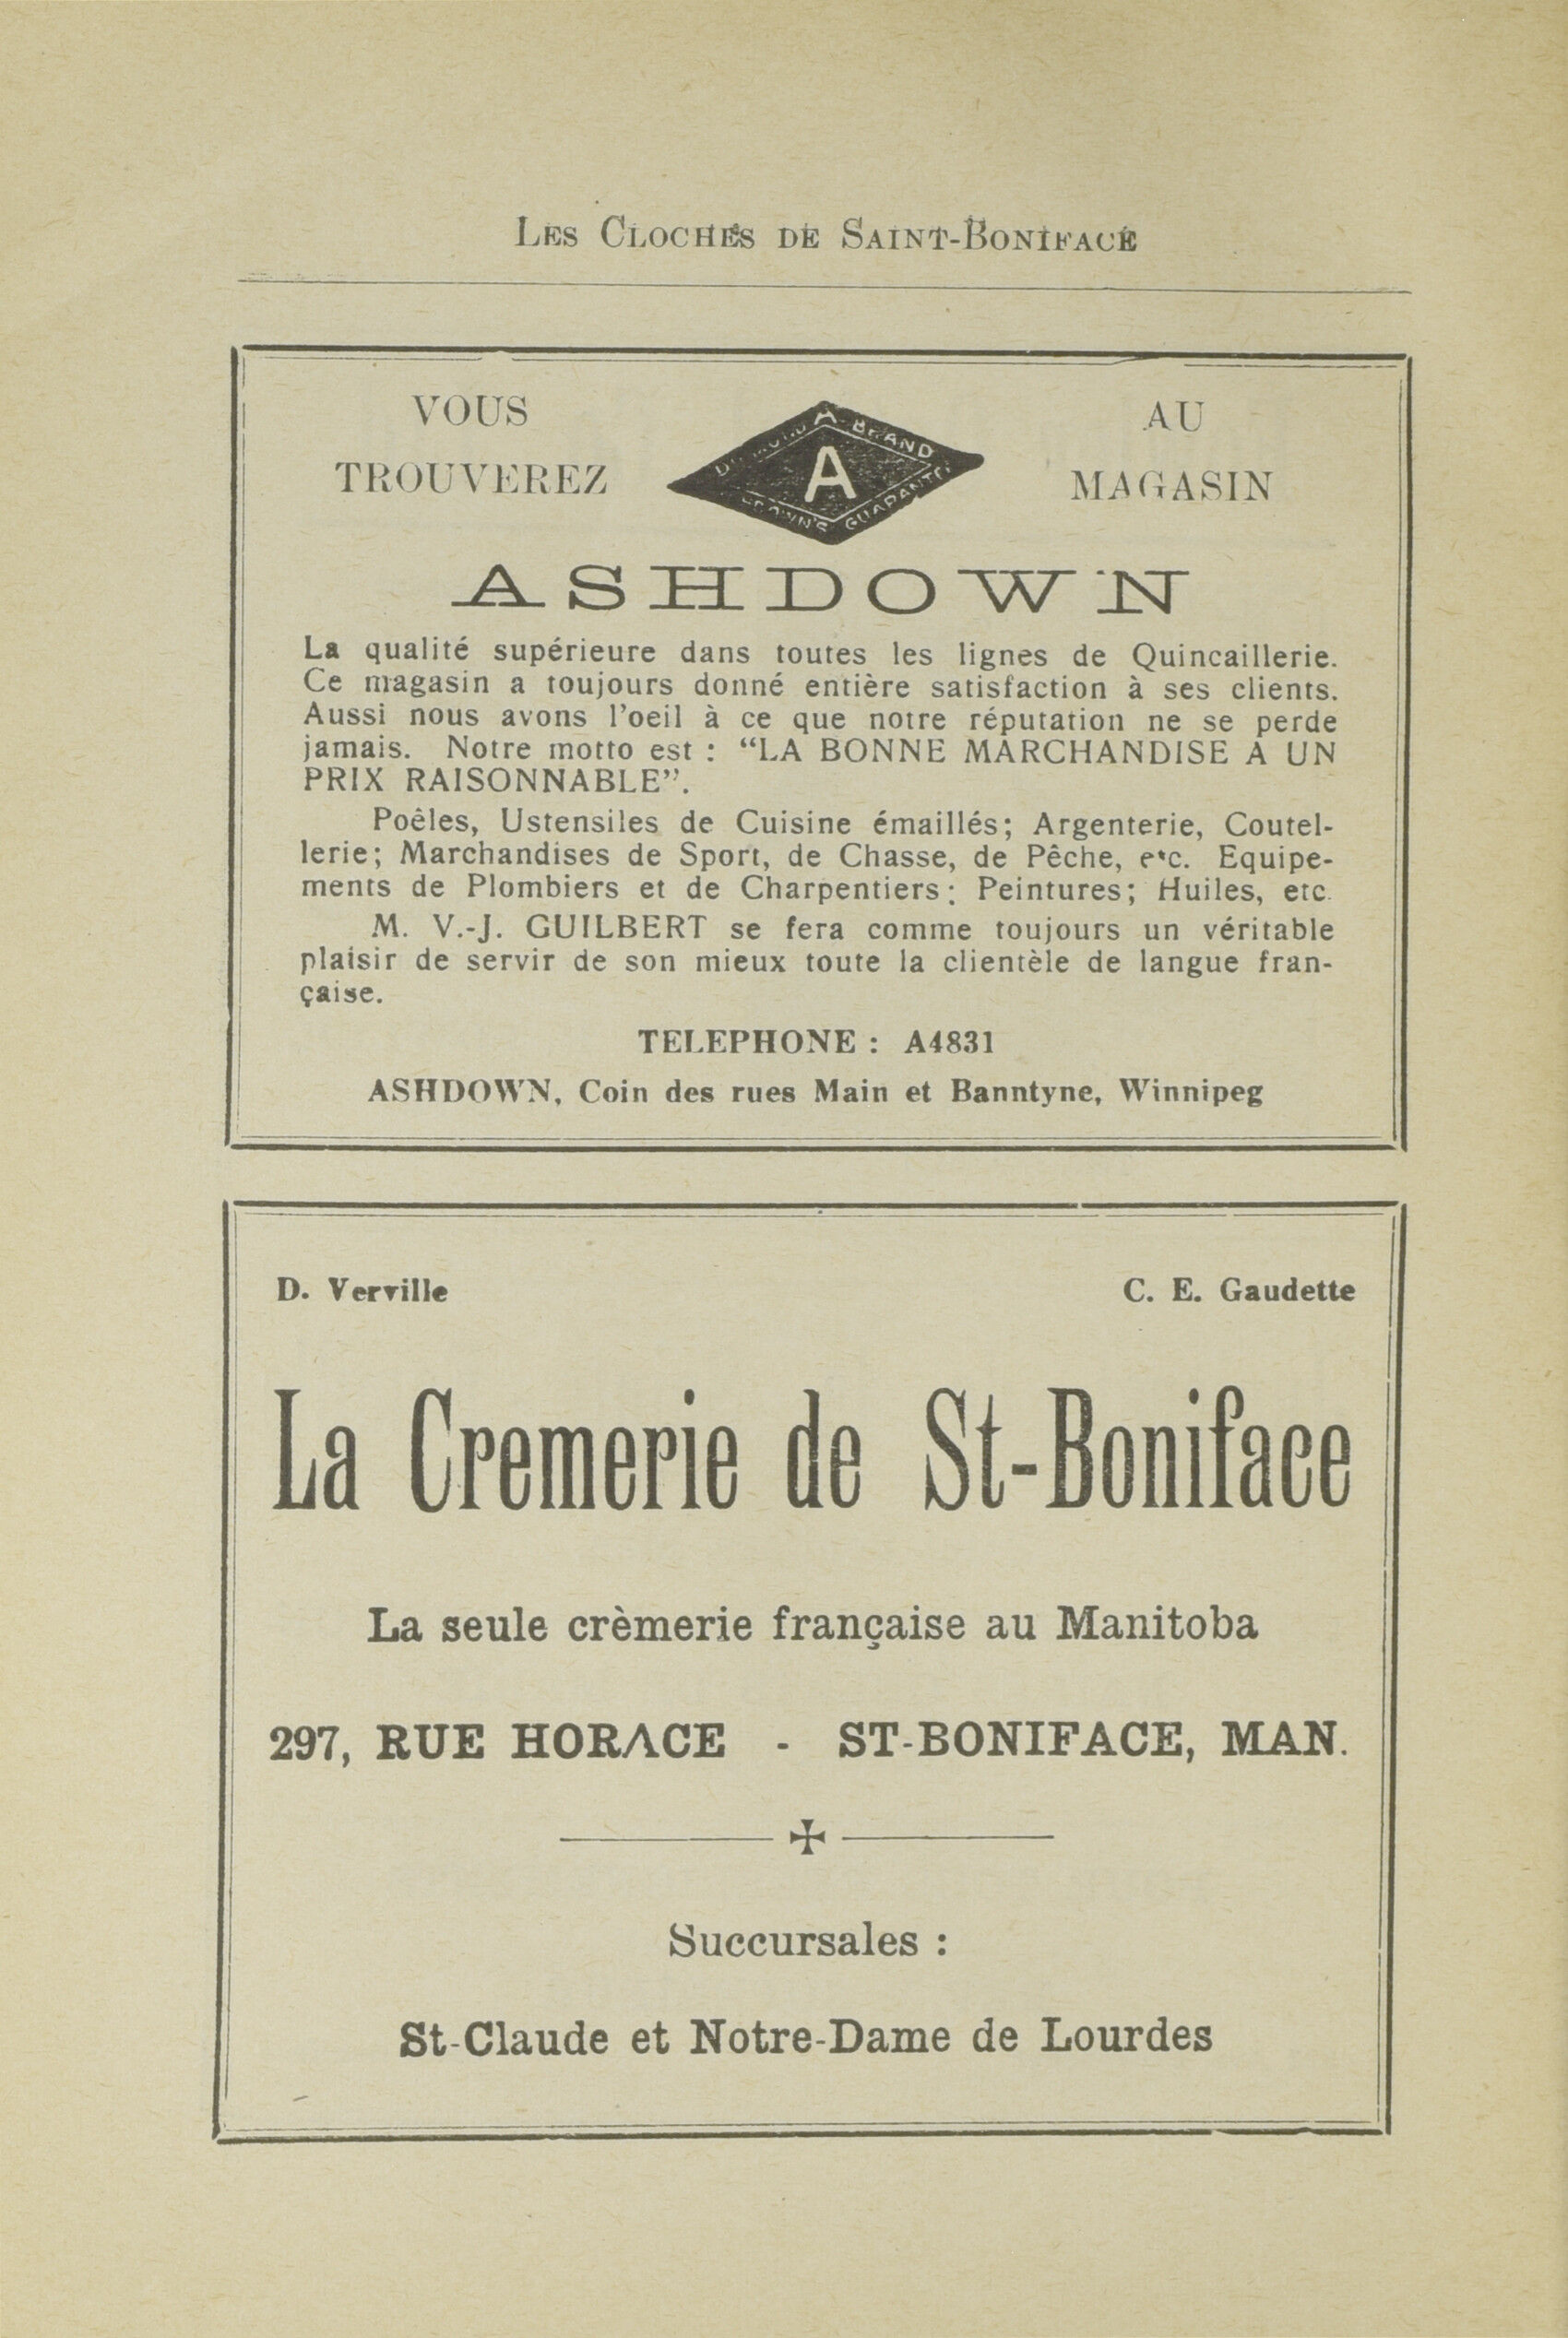 LES CLOCHES DE SAINT-BONIFACE
VOUS
TROUVEREZ
A BRAND
A
GUARANTE
AU
MAGASIN
ASHDOWN
La qualité supérieure dans toutes les lignes de Quincaillerie.
Ce magasin a toujours donné entière satisfaction à ses clients.
Aussi nous avons l'oeil à ce que notre réputation ne se perde
jamais. Notre motto est : “LA BONNE MARCHANDISE A UN
PRIX RAISONNABLE”.
Poêles, Ustensiles de Cuisine émaillés; Argenterie, Coutel-
lerie; Marchandises de Sport, de Chasse, de Pêche, etc. Equipe-
ments de Plombiers et de Charpentiers; Peintures; Huiles, etc.
M. V.-J. GUILBERT se fera comme toujours un véritable
plaisir de servir de son mieux toute la clientèle de langue fran-
çaise.
TELEPHONE : A4831
ASHDOWN, Coin des rues Main et Banntyne, Winnipeg
D. Verville C. E. Gaudette
La Cremerie de St-Boniface
La seule crèmerie française au Manitoba
297, RUE HORACE - ST-BONIFACE, MAN.
Succursales :
St-Claude et Notre-Dame de Lourdes